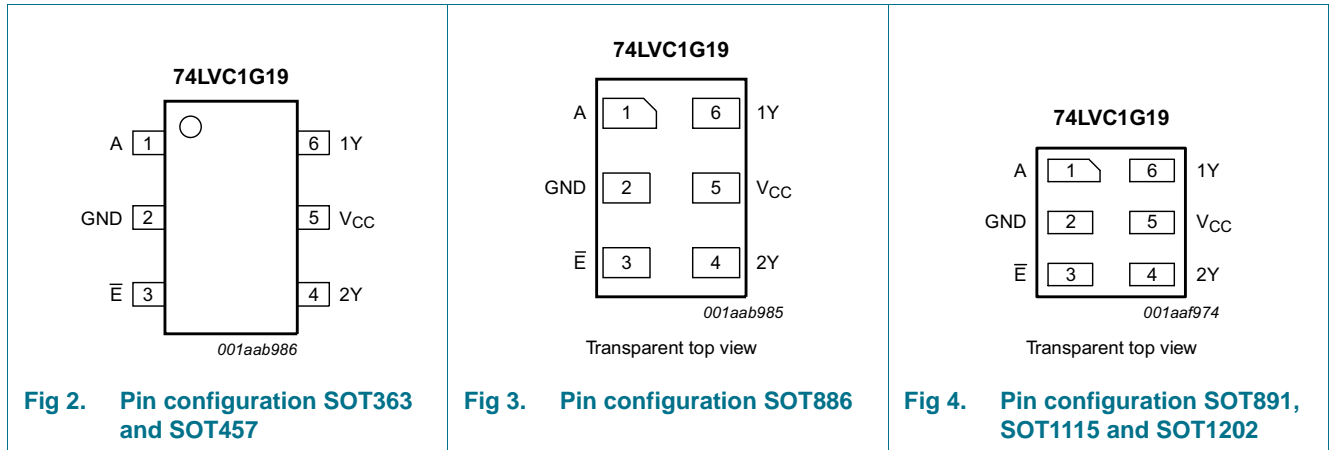 74LVC1G19
A 1 6 1Y
GND 2 5 VCC
E̅ 3 4 2Y
001aab986
Fig 2. Pin configuration SOT363
and SOT457
74LVC1G19
A 1 6 1Y
GND 2 5 VCC
E̅ 3 4 2Y
001aab985
Transparent top view
Fig 3. Pin configuration SOT886
74LVC1G19
A 1 6 1Y
GND 2 5 VCC
E̅ 3 4 2Y
001aaf974
Transparent top view
Fig 4. Pin configuration SOT891,
SOT1115 and SOT1202